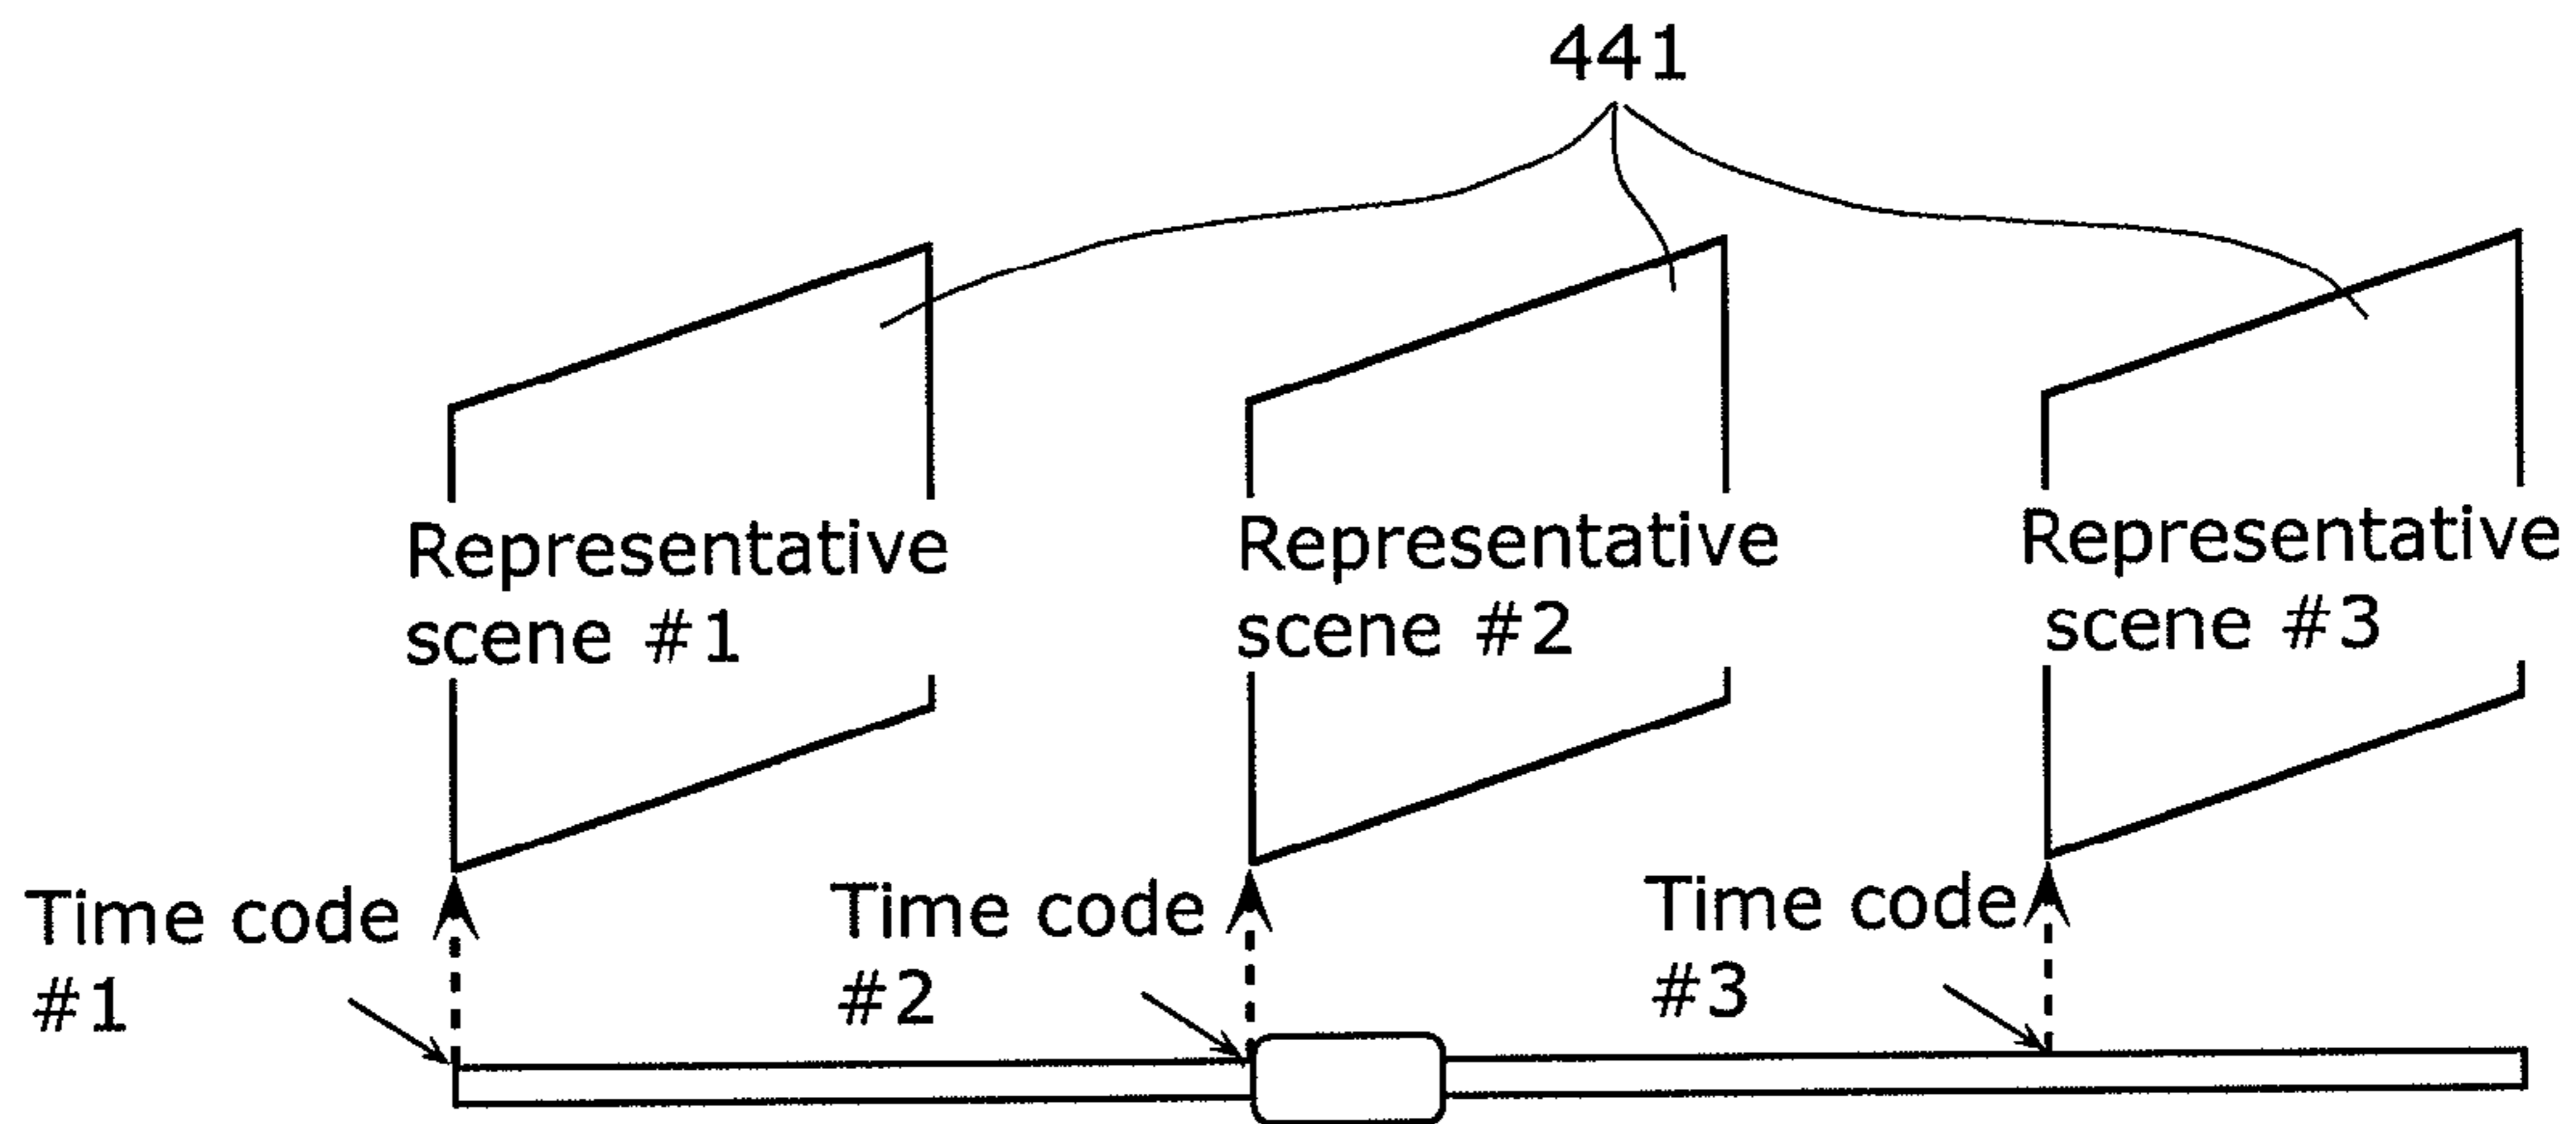 441
Representative
scene #1
Representative
scene #2
Representative
scene #3
Time code
#1
Time code
#2
Time code
#3